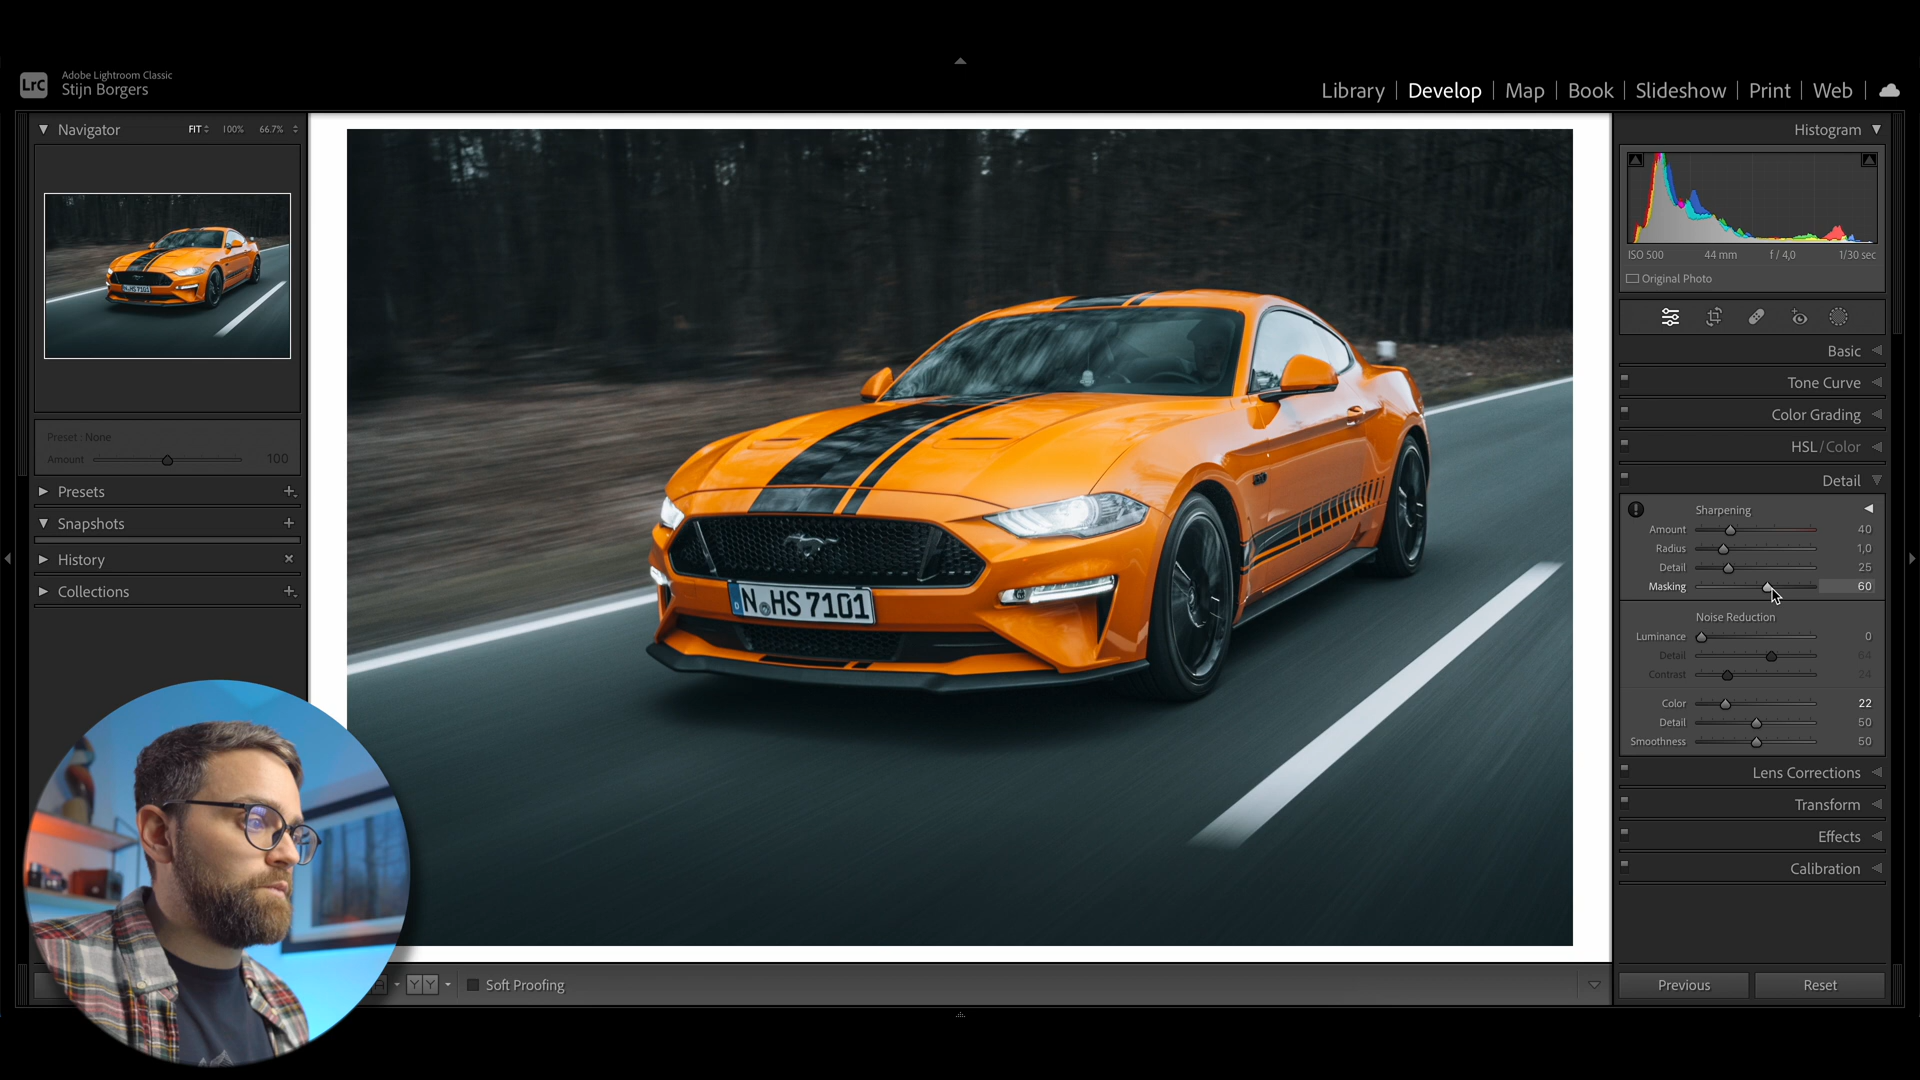 LrC
Adobe Lightroom Classic
Stijn Borgers
Library | Develop | Map | Book | Slideshow | Print | Web
Navigator FIT 100% 66.7%
Preset : None
Amount 100
Presets
Snapshots
History
Collections
N HS 7101
Soft Proofing
Histogram
ISO 500 44 mm f / 4,0 1/30 sec
Original Photo
Basic
Tone Curve
Color Grading
HSL / Color
Detail
Sharpening
Amount 40
Radius 1,0
Detail 25
Masking 60
Noise Reduction
Luminance 0
Detail 64
Contrast 24
Color 22
Detail 50
Smoothness 50
Lens Corrections
Transform
Effects
Calibration
Previous Reset